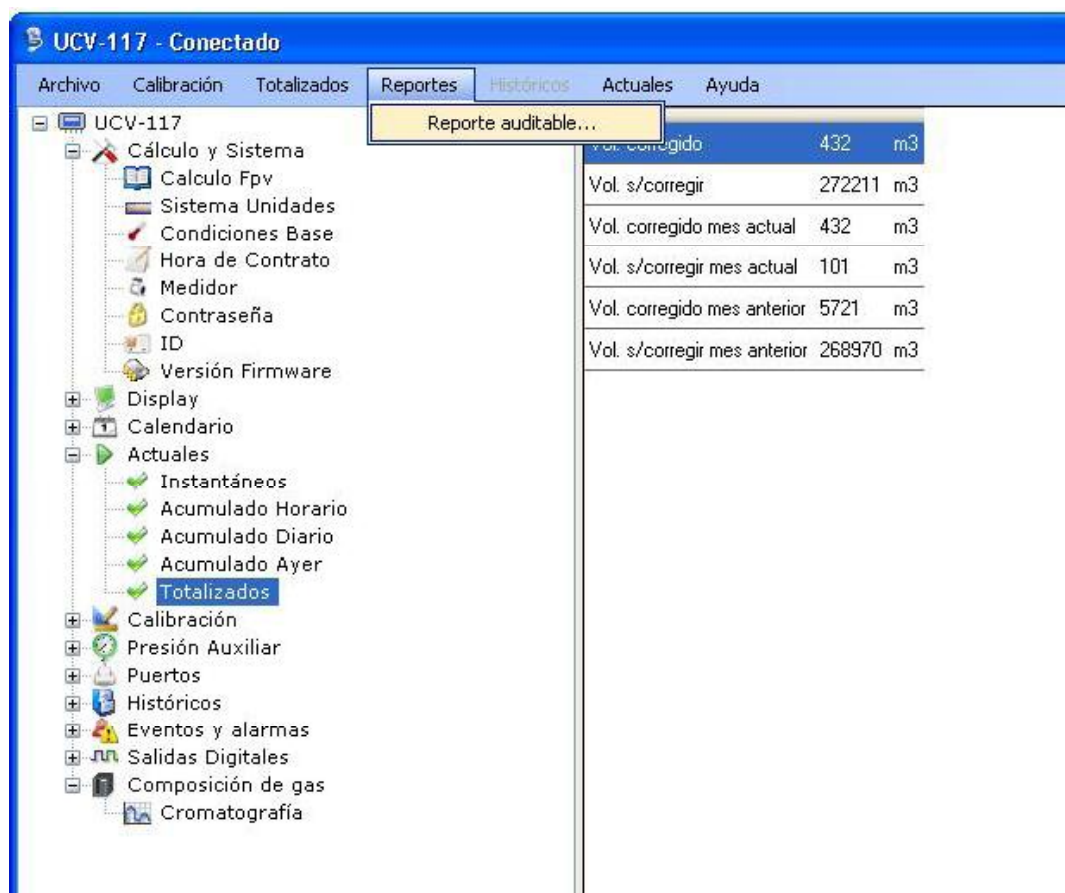 UCV-117 - Conectado
Archivo Calibración Totalizados Reportes Históricos Actuales Ayuda
Reporte auditable...
UCV-117
Cálculo y Sistema
Calculo Fpv
Sistema Unidades
Condiciones Base
Hora de Contrato
Medidor
Contraseña
ID
Versión Firmware
Display
Calendario
Actuales
Instantáneos
Acumulado Horario
Acumulado Diario
Acumulado Ayer
Totalizados
Calibración
Presión Auxiliar
Puertos
Históricos
Eventos y alarmas
Salidas Digitales
Composición de gas
Cromatografía
Vol. corregido 432 m3
Vol. s/corregir 272211 m3
Vol. corregido mes actual 432 m3
Vol. s/corregir mes actual 101 m3
Vol. corregido mes anterior 5721 m3
Vol. s/corregir mes anterior 268970 m3